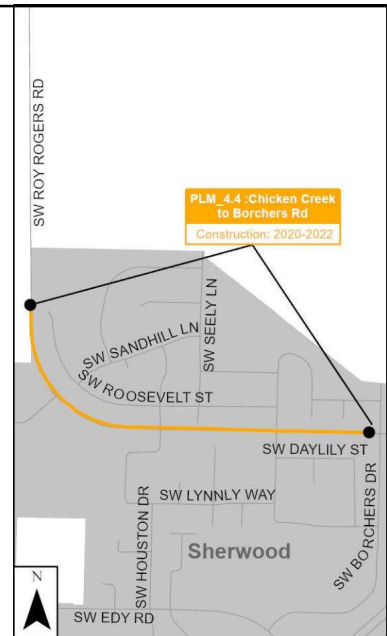 SW ROY ROGERS RD
PLM_4.4 :Chicken Creek
to Borchers Rd
Construction: 2020-2022
SW SEELY LN
SW SANDHILL LN
SW ROOSEVELT ST
SW DAYLILY ST
SW LYNNLY WAY
SW BORCHERS DR
SW HOUSTON DR
Sherwood
N
SW EDY RD